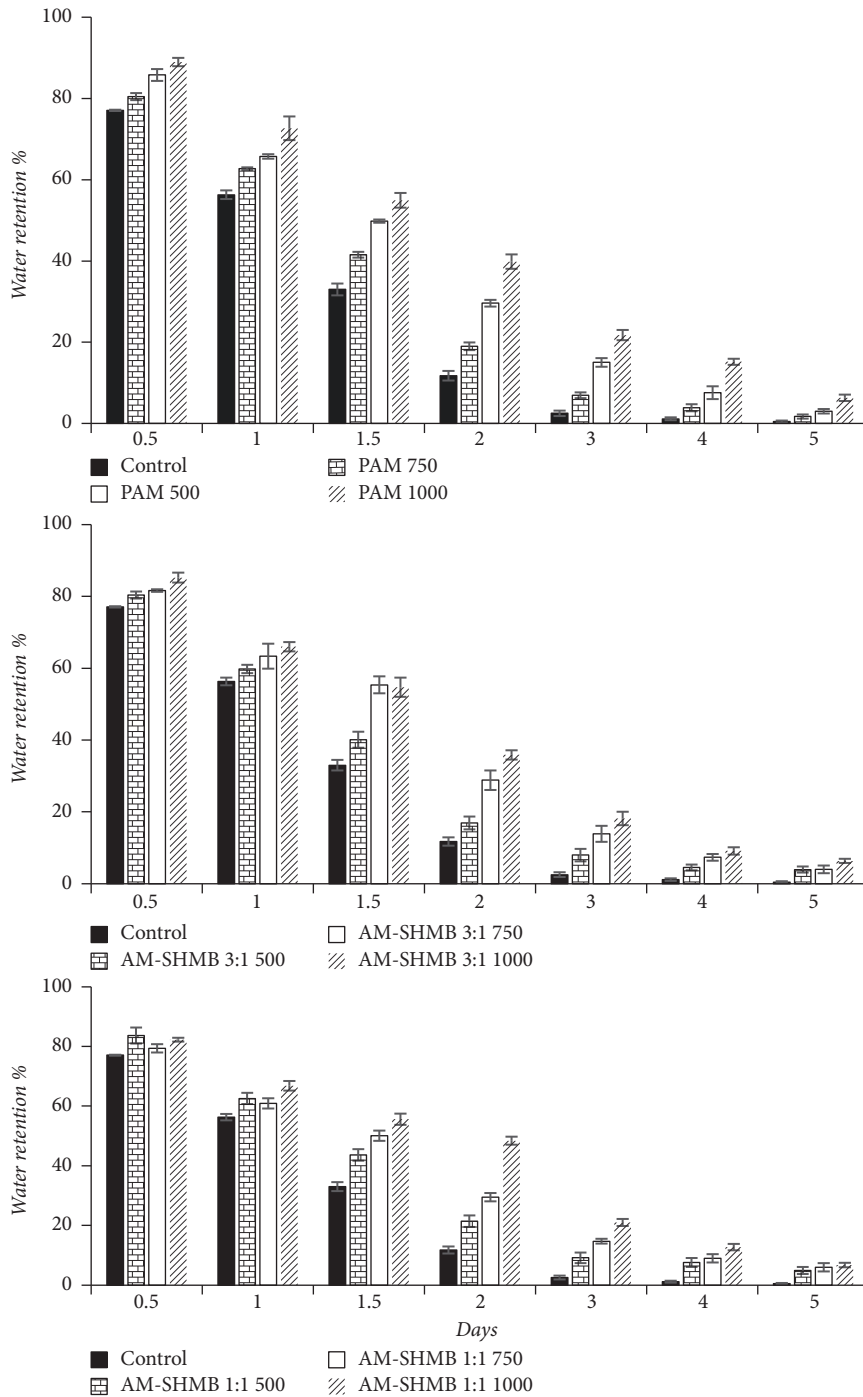 100
80
60
40
20
0
Water retention %
0.5 1 1.5 2 3 4 5
Control PAM 750
PAM 500 PAM 1000
100
80
60
40
20
0
Water retention %
0.5 1 1.5 2 3 4 5
Control AM-SHMB 3:1 750
AM-SHMB 3:1 500 AM-SHMB 3:1 1000
100
80
60
40
20
0
Water retention %
0.5 1 1.5 2 3 4 5
Days
Control AM-SHMB 1:1 750
AM-SHMB 1:1 500 AM-SHMB 1:1 1000